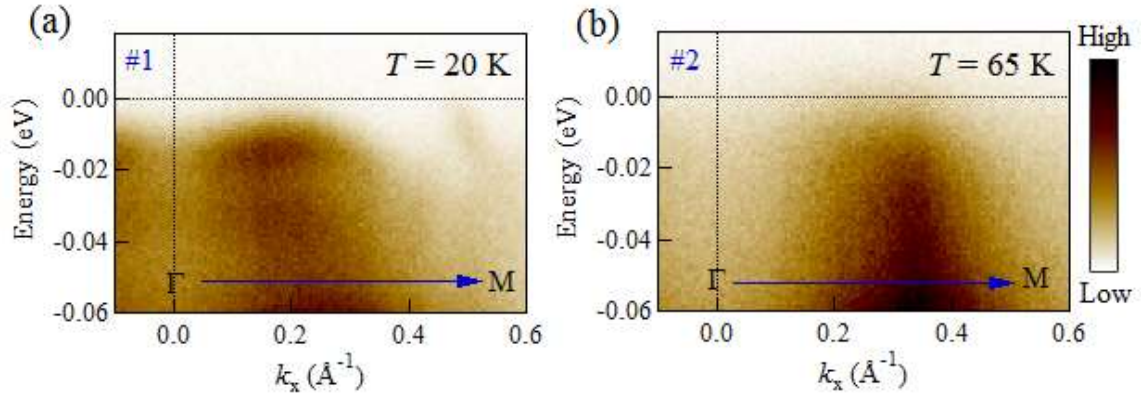 (a)
#1
T = 20 K
0.00
-0.02
-0.04
-0.06
Energy (eV)
Γ
M
0.0 0.2 0.4 0.6
kx (Å-1)
(b)
#2
T = 65 K
0.00
-0.02
-0.04
-0.06
Energy (eV)
Γ
M
0.0 0.2 0.4 0.6
kx (Å-1)
High
Low